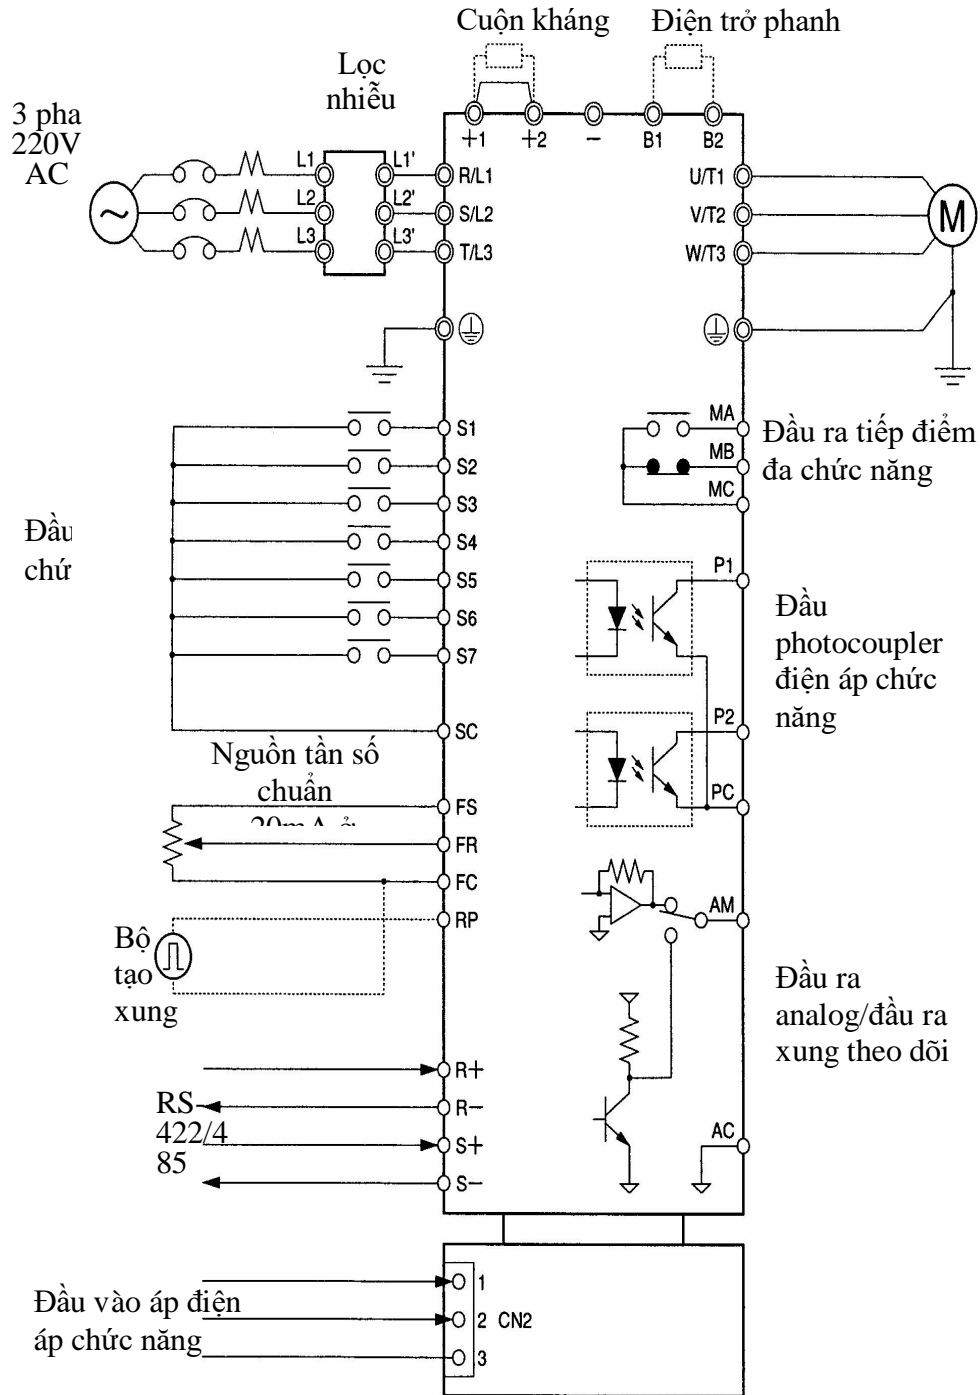 Cuộn kháng
Điện trở phanh
Lọc
nhiễu
3 pha
220V
AC
+1
+2
−
B1
B2
L1
L1'
R/L1
U/T1
L2
L2'
S/L2
V/T2
M
L3
L3'
T/L3
W/T3
MA
MB
MC
Đầu ra tiếp điểm
đa chức năng
S1
S2
S3
S4
S5
S6
S7
SC
Đầu
chứ
P1
P2
PC
Đầu
photocoupler
điện áp chức
năng
Nguồn tần số
chuẩn
20mA ở
FS
FR
FC
RP
AM
Bộ
tạo
xung
Đầu ra
analog/đầu ra
xung theo dõi
R+
R−
S+
S−
AC
RS-
422/4
85
1
2 CN2
3
Đầu vào áp điện
áp chức năng